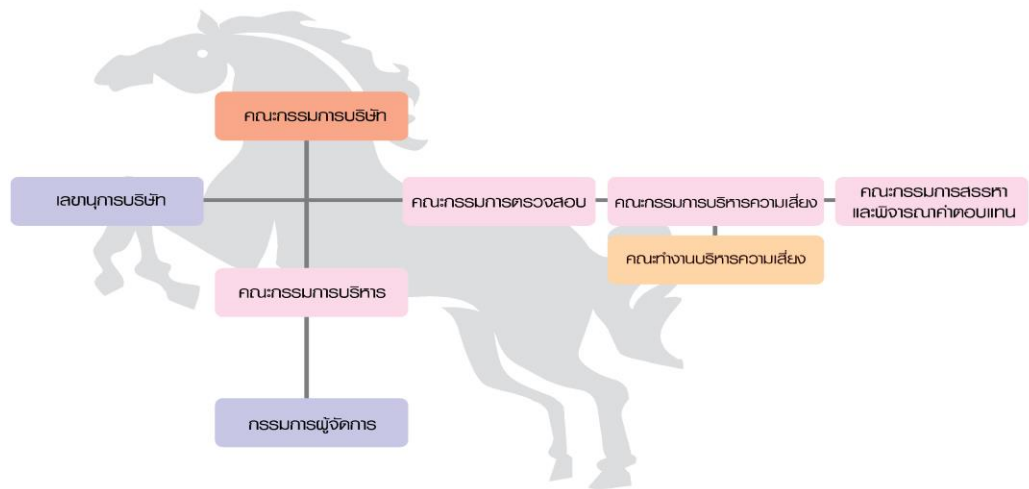 คณะกรรมการบริษัท
เลขานุการบริษัท
คณะกรรมการตรวจสอบ
คณะกรรมการบริหารความเสี่ยง
คณะกรรมการสรรหา
และพิจารณาค่าตอบแทน
คณะทำงานบริหารความเสี่ยง
คณะกรรมการบริหาร
กรรมการผู้จัดการ